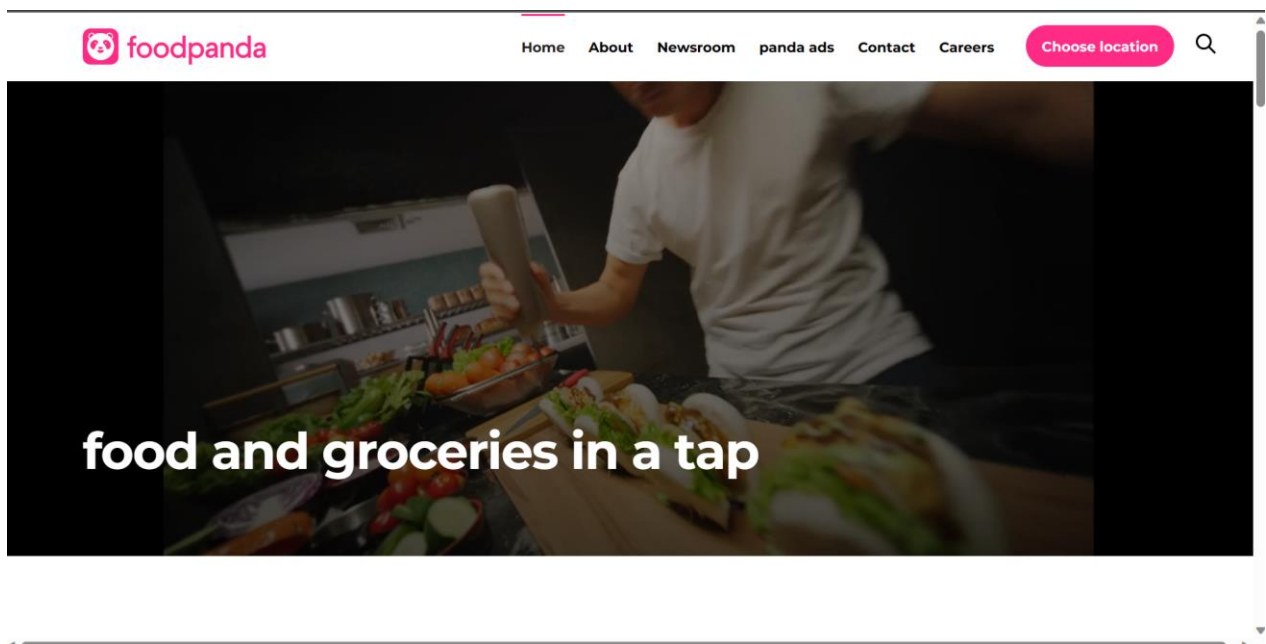 foodpanda
Home About Newsroom panda ads Contact Careers Choose location
food and groceries in a tap